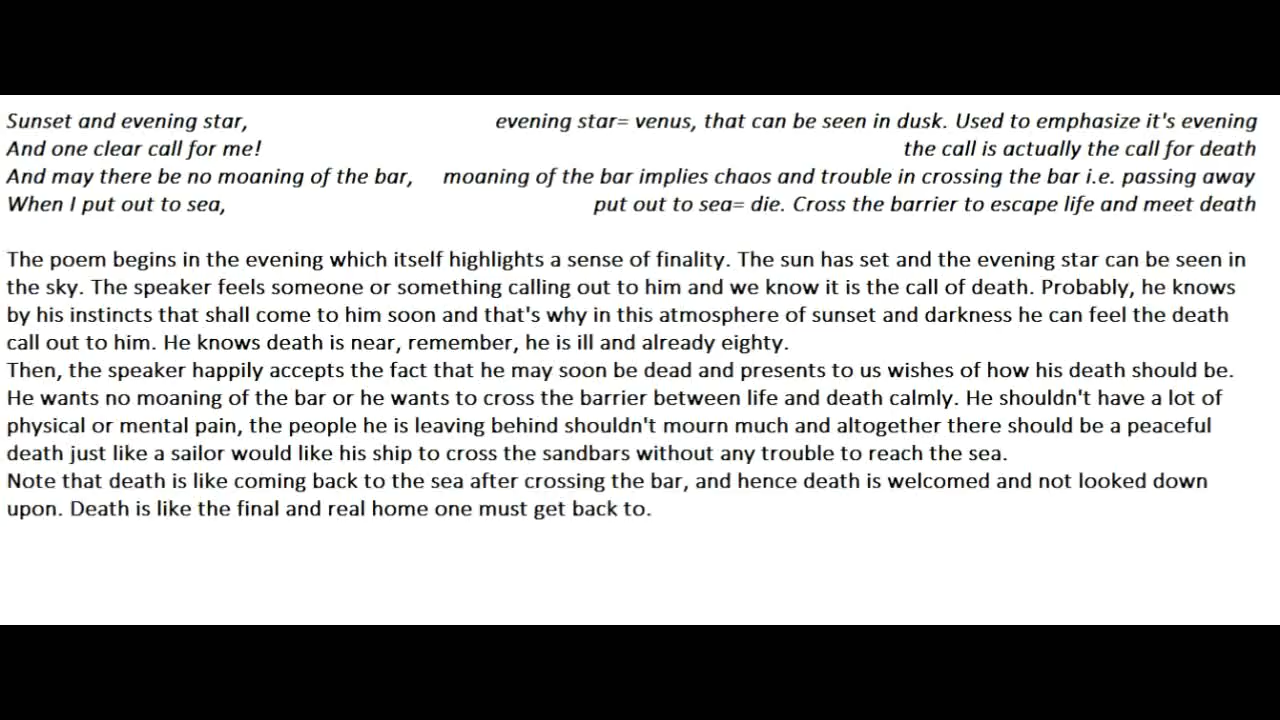 Sunset and evening star, evening star= venus, that can be seen in dusk. Used to emphasize it's evening
And one clear call for me! the call is actually the call for death
And may there be no moaning of the bar, moaning of the bar implies chaos and trouble in crossing the bar i.e. passing away
When I put out to sea, put out to sea= die. Cross the barrier to escape life and meet death
The poem begins in the evening which itself highlights a sense of finality. The sun has set and the evening star can be seen in
the sky. The speaker feels someone or something calling out to him and we know it is the call of death. Probably, he knows
by his instincts that shall come to him soon and that's why in this atmosphere of sunset and darkness he can feel the death
call out to him. He knows death is near, remember, he is ill and already eighty.
Then, the speaker happily accepts the fact that he may soon be dead and presents to us wishes of how his death should be.
He wants no moaning of the bar or he wants to cross the barrier between life and death calmly. He shouldn't have a lot of
physical or mental pain, the people he is leaving behind shouldn't mourn much and altogether there should be a peaceful
death just like a sailor would like his ship to cross the sandbars without any trouble to reach the sea.
Note that death is like coming back to the sea after crossing the bar, and hence death is welcomed and not looked down
upon. Death is like the final and real home one must get back to.